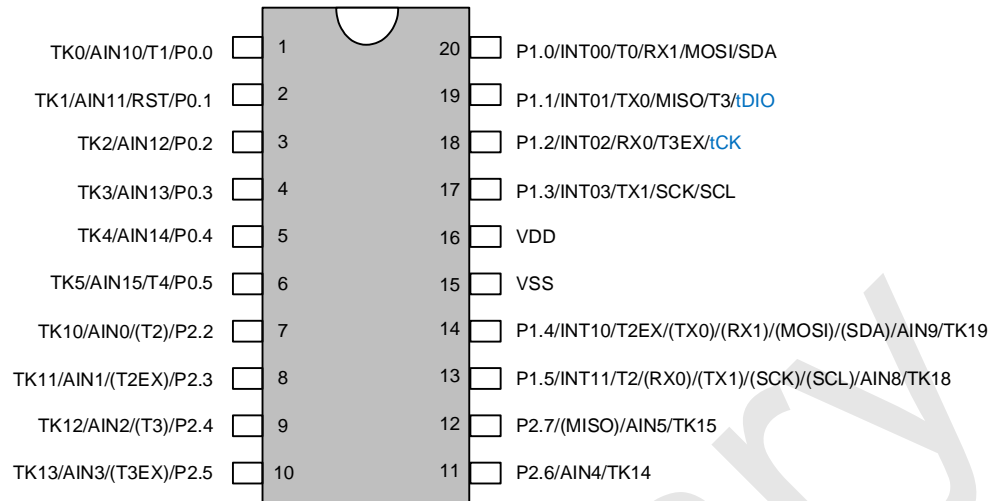 TK0/AIN10/T1/P0.0 1 20 P1.0/INT00/T0/RX1/MOSI/SDA
TK1/AIN11/RST/P0.1 2 19 P1.1/INT01/TX0/MISO/T3/tDIO
TK2/AIN12/P0.2 3 18 P1.2/INT02/RX0/T3EX/tCK
TK3/AIN13/P0.3 4 17 P1.3/INT03/TX1/SCK/SCL
TK4/AIN14/P0.4 5 16 VDD
TK5/AIN15/T4/P0.5 6 15 VSS
TK10/AIN0/(T2)/P2.2 7 14 P1.4/INT10/T2EX/(TX0)/(RX1)/(MOSI)/(SDA)/AIN9/TK19
TK11/AIN1/(T2EX)/P2.3 8 13 P1.5/INT11/T2/(RX0)/(TX1)/(SCK)/(SCL)/AIN8/TK18
TK12/AIN2/(T3)/P2.4 9 12 P2.7/(MISO)/AIN5/TK15
TK13/AIN3/(T3EX)/P2.5 10 11 P2.6/AIN4/TK14